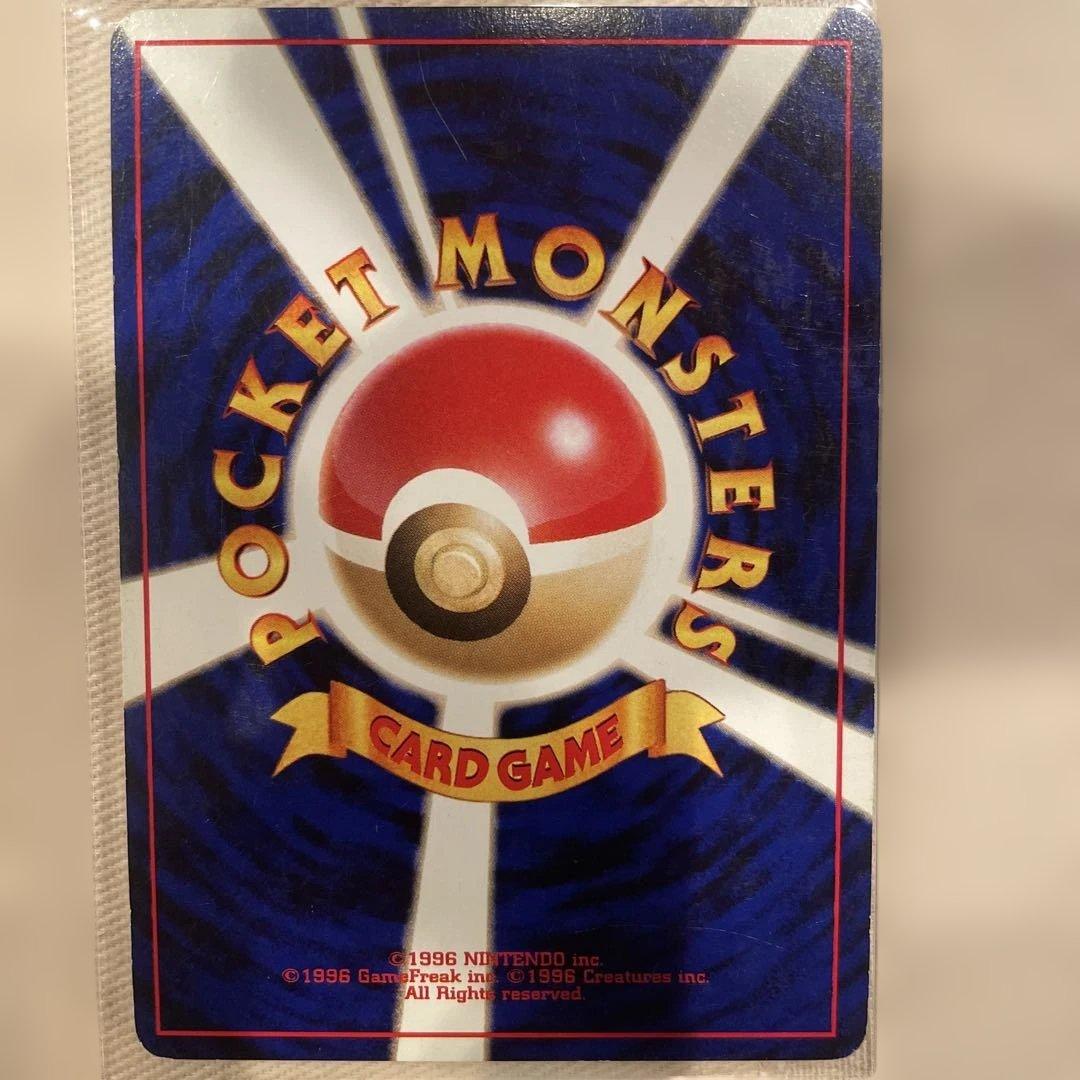 POCKET MONSTERS
CARD GAME
©1996 NINTENDO inc.
©1996 GameFreak inc. ©1996 Creatures inc.
All Rights reserved.